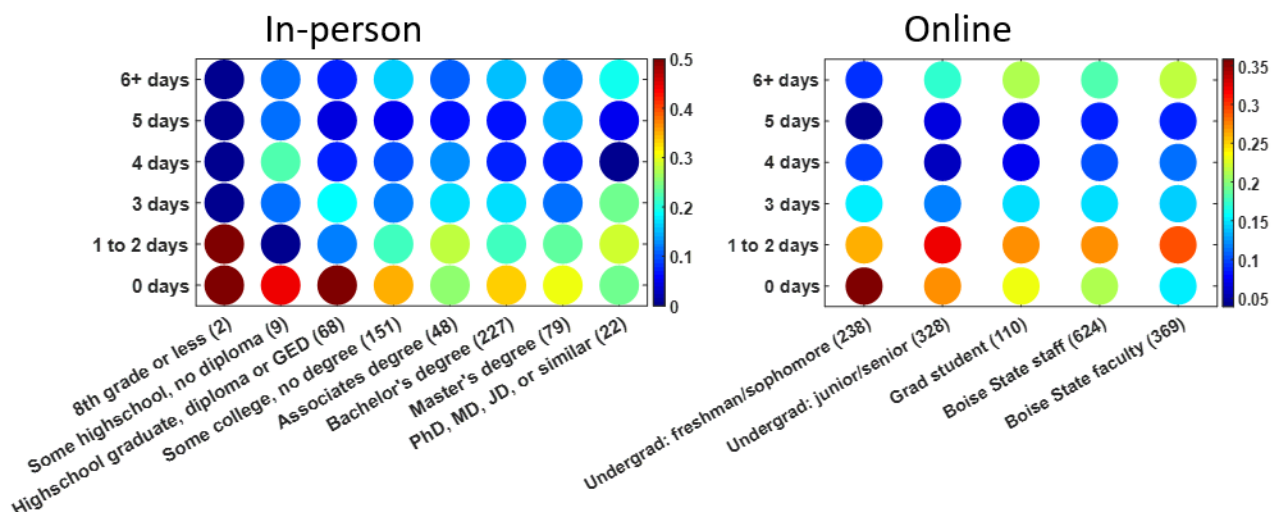 In-person
6+ days
5 days
4 days
3 days
1 to 2 days
0 days
0.5
0.4
0.3
0.2
0.1
0
8th grade or less (2)
Some highschool, no diploma (9)
Highschool graduate, diploma or GED (68)
Some college, no degree (151)
Associates degree (48)
Bachelor's degree (227)
Master's degree (79)
PhD, MD, JD, or similar (22)
Online
6+ days
5 days
4 days
3 days
1 to 2 days
0 days
0.35
0.3
0.25
0.2
0.15
0.1
0.05
Undergrad: freshman/sophomore (238)
Undergrad: junior/senior (328)
Grad student (110)
Boise State staff (624)
Boise State faculty (369)